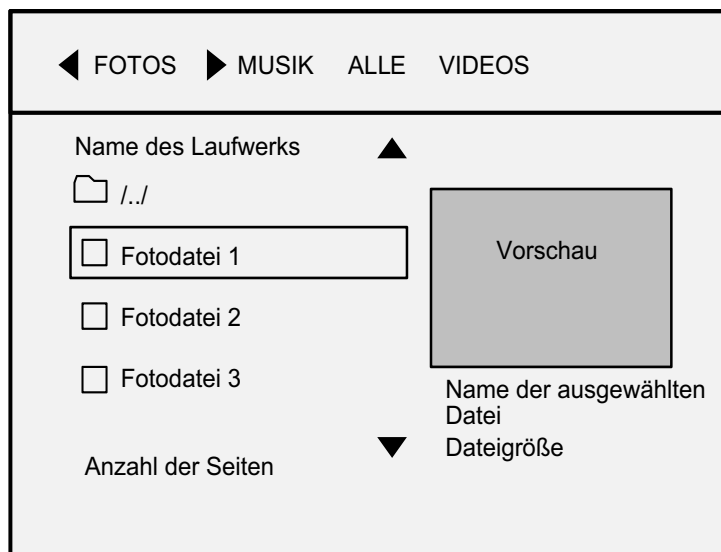 FOTOS MUSIK ALLE VIDEOS
Name des Laufwerks
/../
Fotodatei 1
Vorschau
Fotodatei 2
Fotodatei 3
Name der ausgewählten
Datei
Dateigröße
Anzahl der Seiten